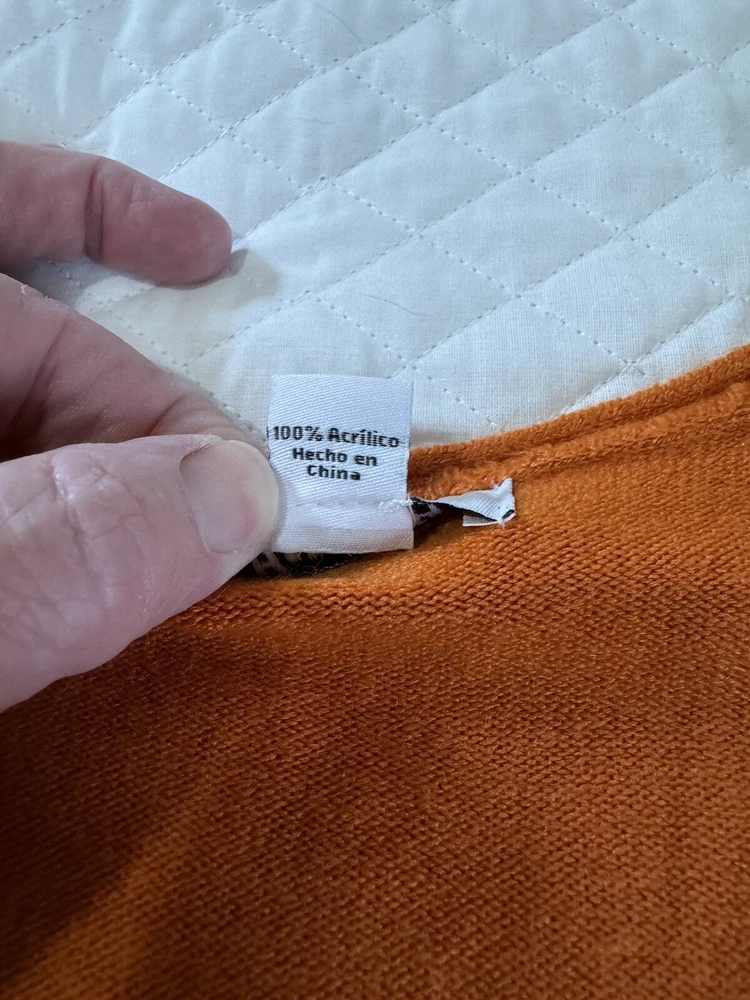 100% Acrílico
Hecho en
China